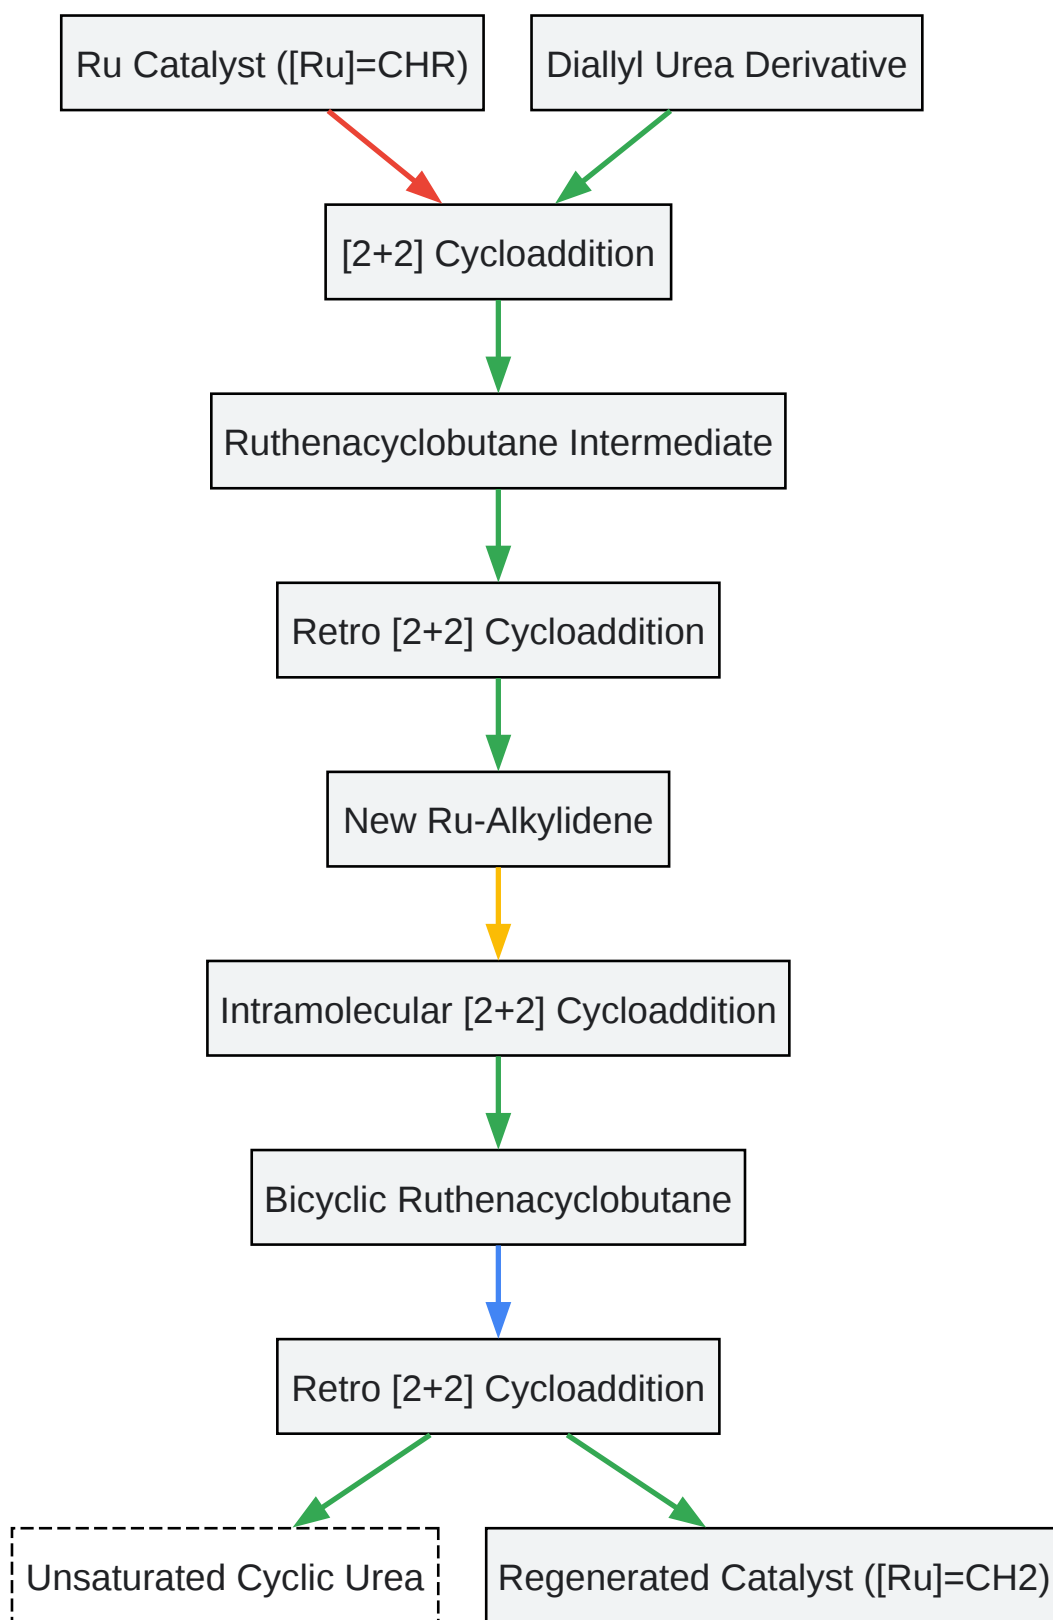 Ru Catalyst ([Ru]=CHR)
Diallyl Urea Derivative
[2+2] Cycloaddition
Ruthenacyclobutane Intermediate
Retro [2+2] Cycloaddition
New Ru-Alkylidene
Intramolecular [2+2] Cycloaddition
Bicyclic Ruthenacyclobutane
Retro [2+2] Cycloaddition
Unsaturated Cyclic Urea
Regenerated Catalyst ([Ru]=CH2)